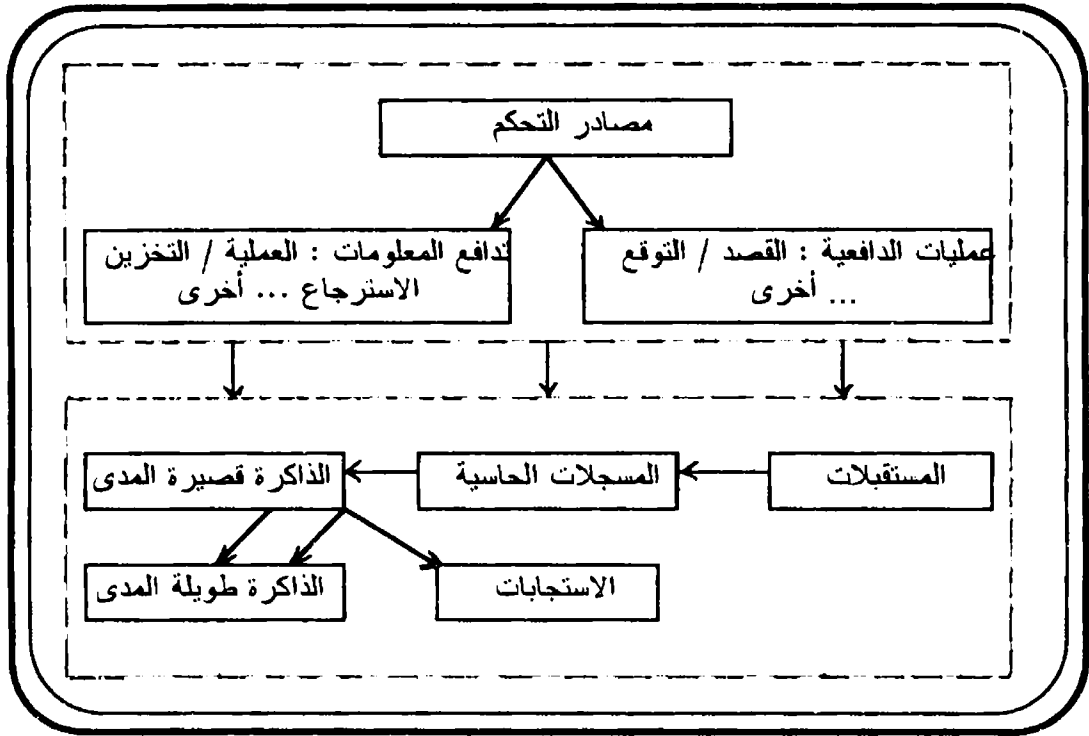 مصادر التحكم
عمليات الدافعية : القصد / التوقع
... أخرى
تدافع المعلومات : العملية / التخزين
الاسترجاع ... أخرى
المستقبلات
المسجلات الحاسية
الذاكرة قصيرة المدى
الاستجابات
الذاكرة طويلة المدى